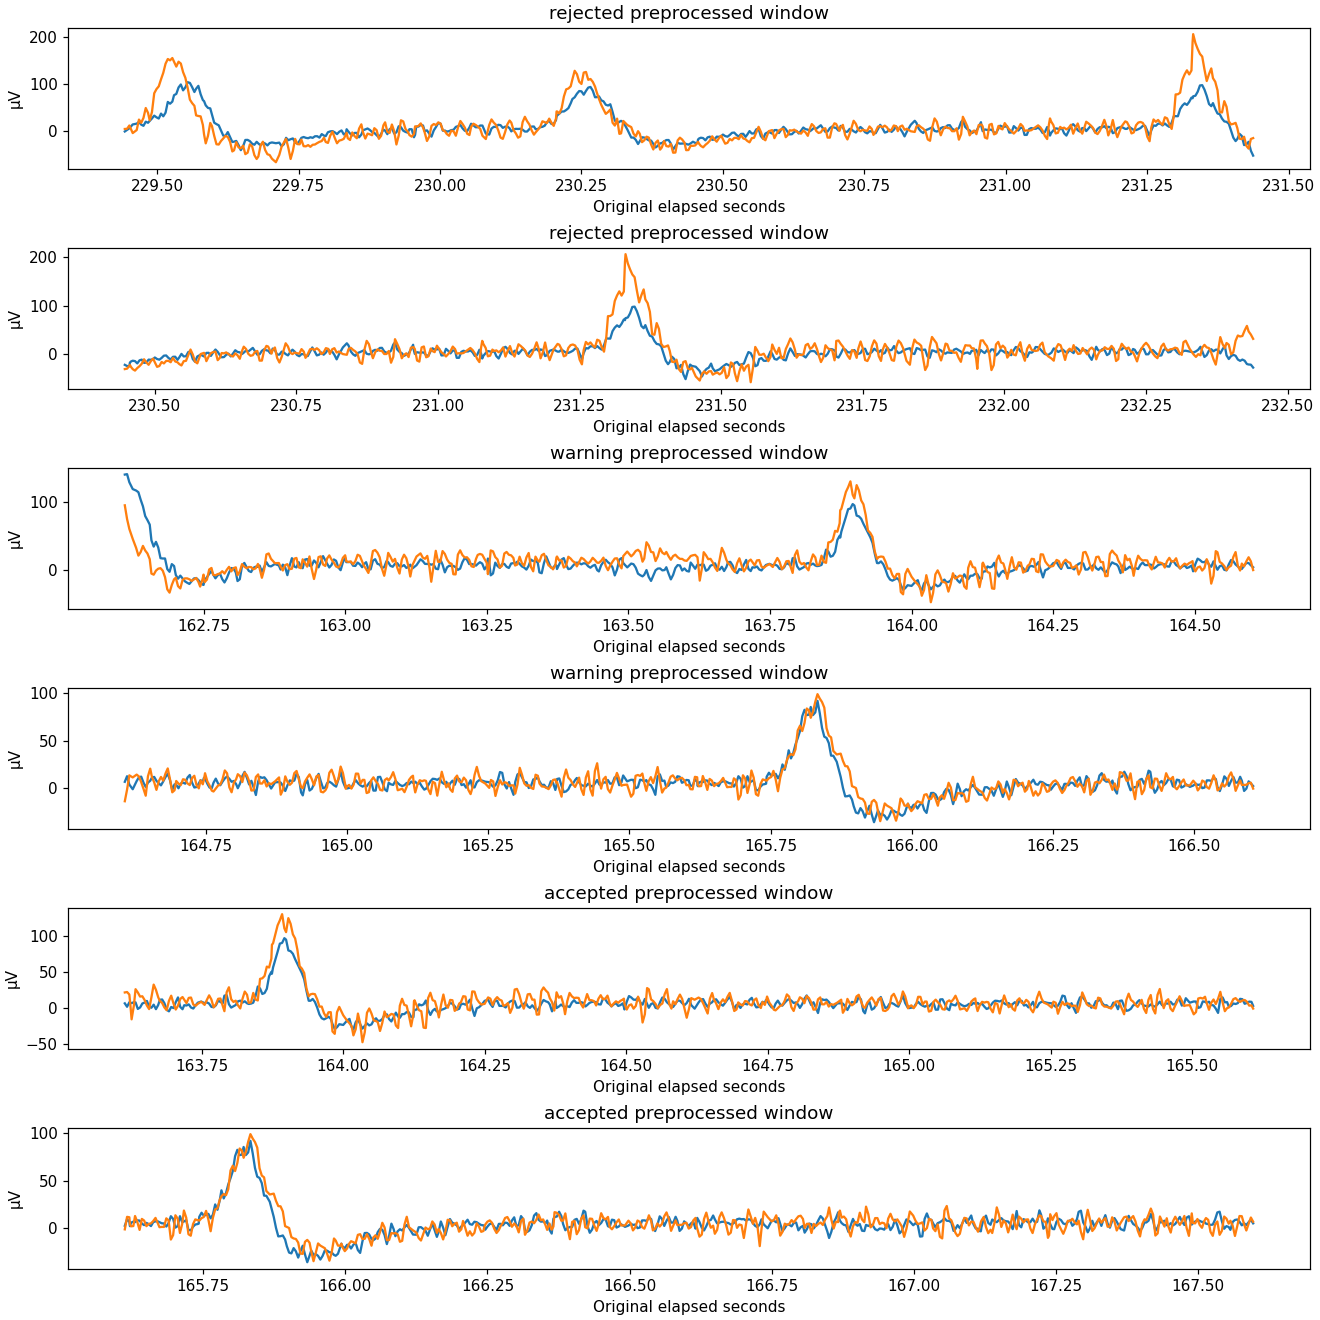 rejected preprocessed window
200
100
0
µV
229.50 229.75 230.00 230.25 230.50 230.75 231.00 231.25 231.50
Original elapsed seconds
rejected preprocessed window
200
100
0
µV
230.50 230.75 231.00 231.25 231.50 231.75 232.00 232.25 232.50
Original elapsed seconds
warning preprocessed window
100
0
µV
162.75 163.00 163.25 163.50 163.75 164.00 164.25 164.50
Original elapsed seconds
warning preprocessed window
100
50
0
µV
164.75 165.00 165.25 165.50 165.75 166.00 166.25 166.50
Original elapsed seconds
accepted preprocessed window
100
50
0
−50
µV
163.75 164.00 164.25 164.50 164.75 165.00 165.25 165.50
Original elapsed seconds
accepted preprocessed window
100
50
0
µV
165.75 166.00 166.25 166.50 166.75 167.00 167.25 167.50
Original elapsed seconds